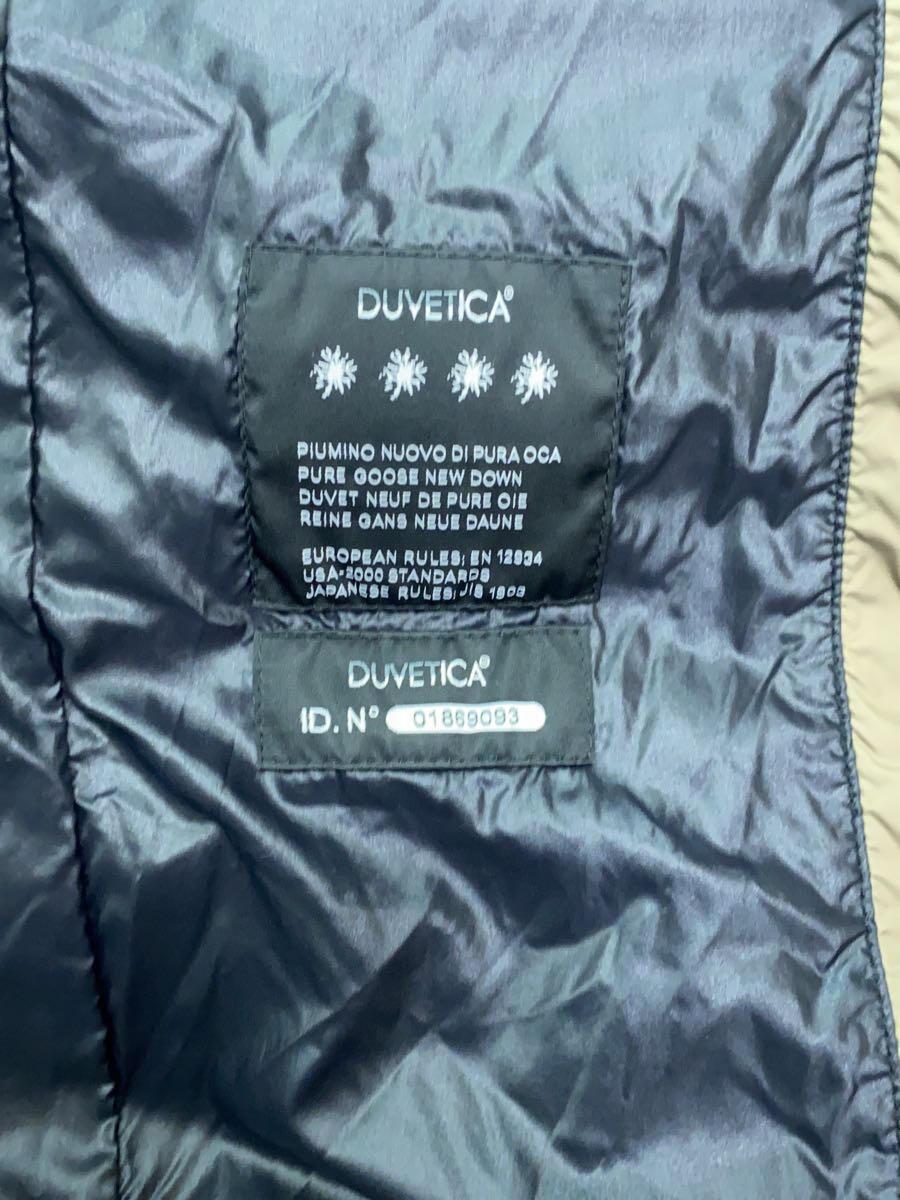 DUVETICA®
PIUMINO NUOVO DI PURA OCA
PURE GOOSE NEW DOWN
DUVET NEUF DE PURE OIE
REINE GANS NEUE DAUNE
EUROPEAN RULES; EN 12934
USA-2000 STANDARDS
JAPANESE RULES; JIS 1903
DUVETICA®
ID. N° 01869093